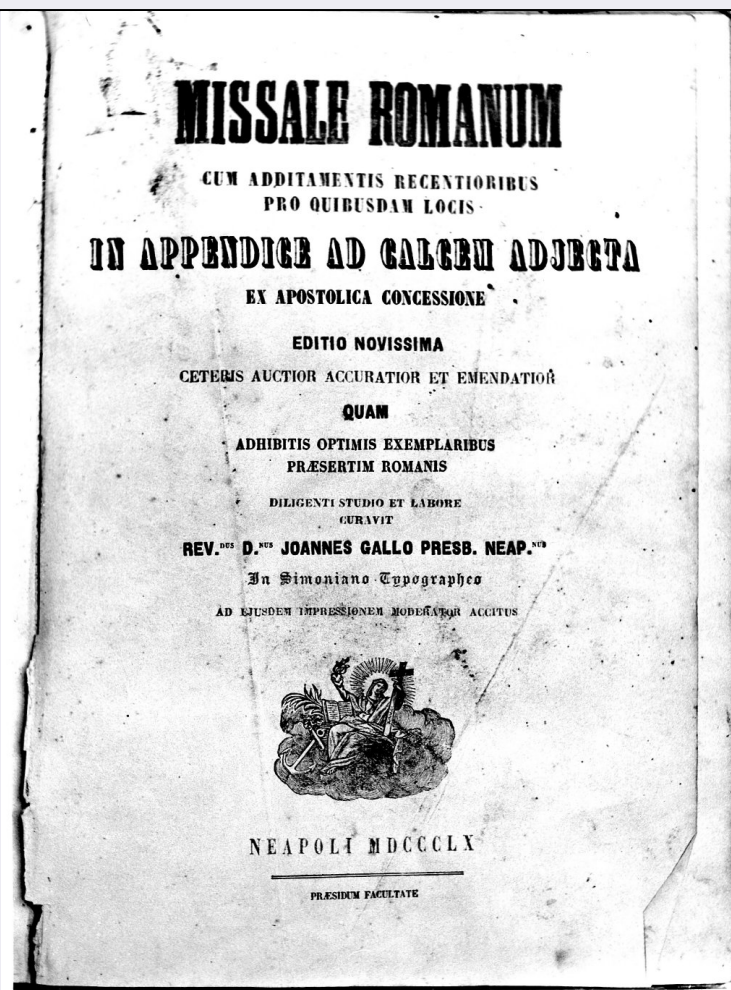 MISSALE ROMANUM
CUM ADDITAMENTIS RECENTIORIBUS
PRO QUIBUSDAM LOCIS
IN APPENDICE AD CALCEM ADJECTA
EX APOSTOLICA CONCESSIONE
EDITIO NOVISSIMA
CETERIS AUCTIOR ACCURATIOR ET EMENDATIOR
QUAM
ADHIBITIS OPTIMIS EXEMPLARIBUS
PRÆSERTIM ROMANIS
DILIGENTI STUDIO ET LABORE
CURAVIT
REV.DUS D.NUS JOANNES GALLO PRESB. NEAP.NUS
In Simoniano Typographeo
AD EJUSDEM IMPRESSIONEM MODERATOR ACCITUS
NEAPOLI MDCCCLX
PRÆSIDUM FACULTATE